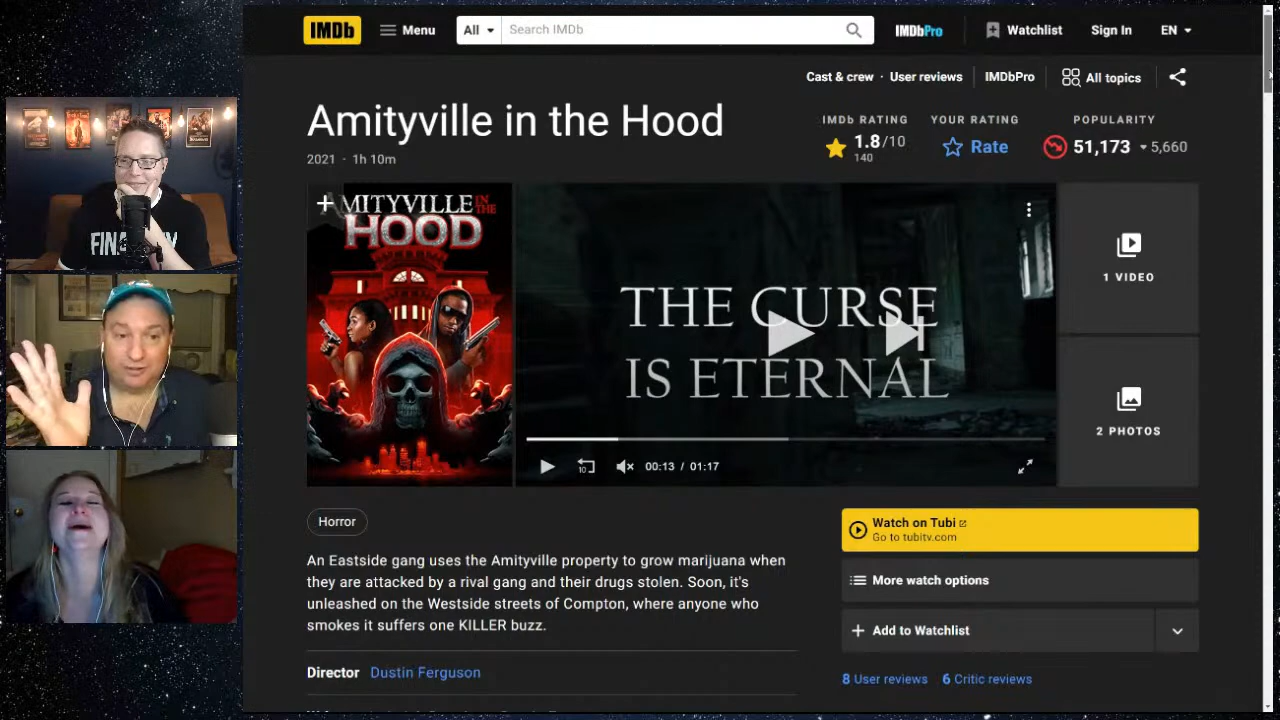 IMDb
Menu
All
Search IMDb
IMDbPro
Watchlist
Sign In
EN
Cast & crew · User reviews
IMDbPro
All topics
Amityville in the Hood
2021 · 1h 10m
IMDb RATING
1.8/10
140
YOUR RATING
Rate
POPULARITY
51,173
5,660
AMITYVILLE IN THE
HOOD
THE CURSE
IS ETERNAL
10
00:13 / 01:17
1 VIDEO
2 PHOTOS
Horror
An Eastside gang uses the Amityville property to grow marijuana when
they are attacked by a rival gang and their drugs stolen. Soon, it's
unleashed on the Westside streets of Compton, where anyone who
smokes it suffers one KILLER buzz.
Director Dustin Ferguson
Watch on Tubi
Go to tubitv.com
More watch options
Add to Watchlist
8 User reviews
6 Critic reviews